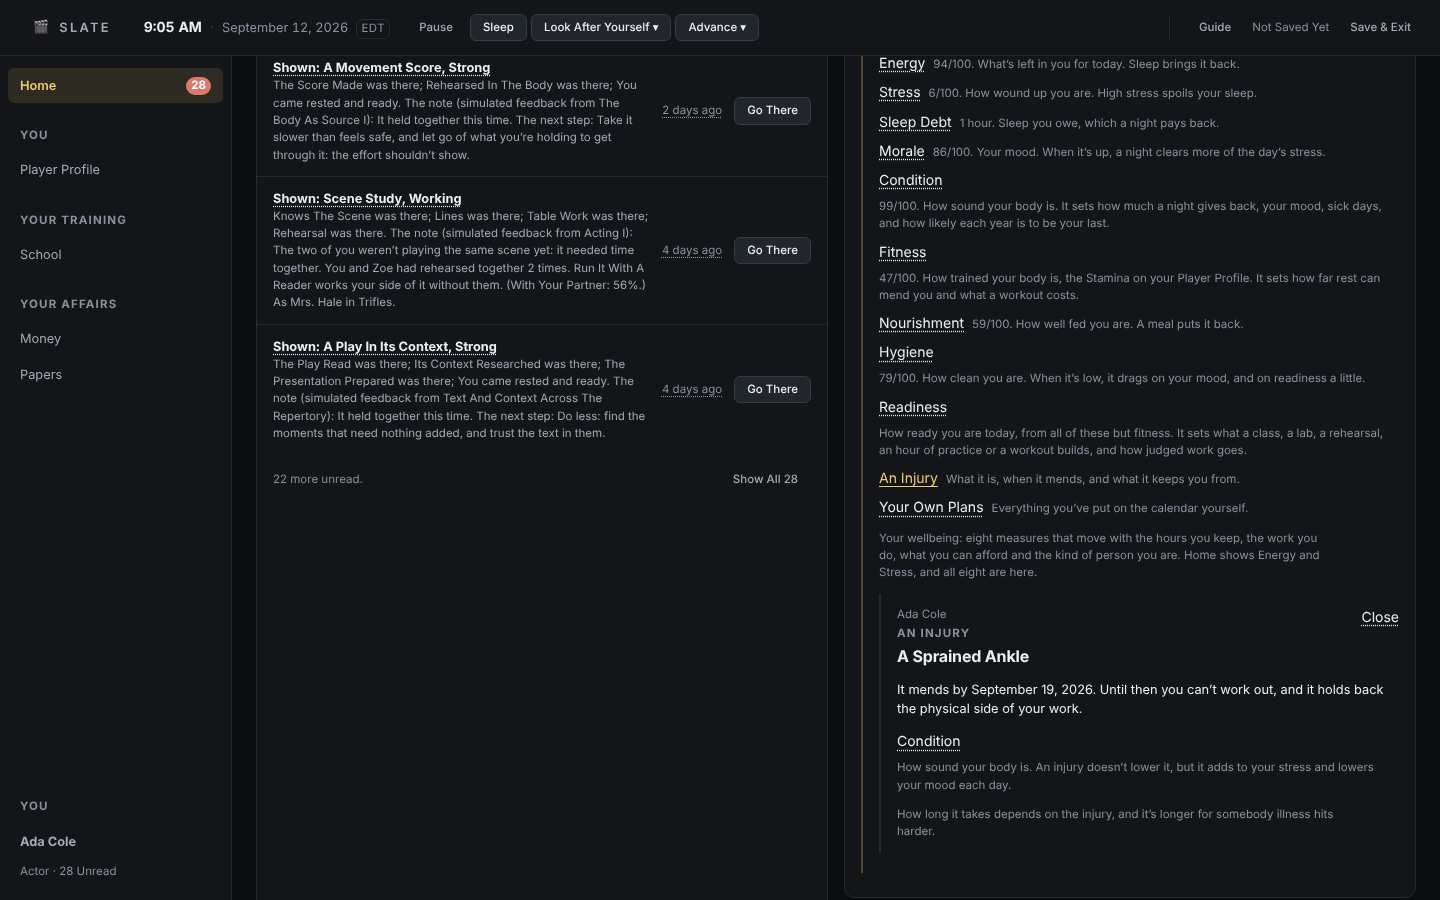 SLATE
9:05 AM · September 12, 2026 EDT
Pause
Sleep
Look After Yourself ▾
Advance ▾
Guide
Not Saved Yet
Save & Exit
Home
28
YOU
Player Profile
YOUR TRAINING
School
YOUR AFFAIRS
Money
Papers
YOU
Ada Cole
Actor · 28 Unread
Shown: A Movement Score, Strong
The Score Made was there; Rehearsed In The Body was there; You
came rested and ready. The note (simulated feedback from The
Body As Source I): It held together this time. The next step: Take it
slower than feels safe, and let go of what you're holding to get
through it: the effort shouldn't show.
2 days ago
Go There
Shown: Scene Study, Working
Knows The Scene was there; Lines was there; Table Work was there;
Rehearsal was there. The note (simulated feedback from Acting I):
The two of you weren't playing the same scene yet: it needed time
together. You and Zoe had rehearsed together 2 times. Run It With A
Reader works your side of it without them. (With Your Partner: 56%.)
As Mrs. Hale in Trifles.
4 days ago
Go There
Shown: A Play In Its Context, Strong
The Play Read was there; Its Context Researched was there; The
Presentation Prepared was there; You came rested and ready. The
note (simulated feedback from Text And Context Across The
Repertory): It held together this time. The next step: Do less: find the
moments that need nothing added, and trust the text in them.
4 days ago
Go There
22 more unread.
Show All 28
Energy 94/100. What's left in you for today. Sleep brings it back.
Stress 6/100. How wound up you are. High stress spoils your sleep.
Sleep Debt 1 hour. Sleep you owe, which a night pays back.
Morale 86/100. Your mood. When it's up, a night clears more of the day's stress.
Condition
99/100. How sound your body is. It sets how much a night gives back, your mood, sick days,
and how likely each year is to be your last.
Fitness
47/100. How trained your body is, the Stamina on your Player Profile. It sets how far rest can
mend you and what a workout costs.
Nourishment 59/100. How well fed you are. A meal puts it back.
Hygiene
79/100. How clean you are. When it's low, it drags on your mood, and on readiness a little.
Readiness
How ready you are today, from all of these but fitness. It sets what a class, a lab, a rehearsal,
an hour of practice or a workout builds, and how judged work goes.
An Injury What it is, when it mends, and what it keeps you from.
Your Own Plans Everything you've put on the calendar yourself.
Your wellbeing: eight measures that move with the hours you keep, the work you
do, what you can afford and the kind of person you are. Home shows Energy and
Stress, and all eight are here.
Ada Cole
Close
AN INJURY
A Sprained Ankle
It mends by September 19, 2026. Until then you can't work out, and it holds back
the physical side of your work.
Condition
How sound your body is. An injury doesn't lower it, but it adds to your stress and lowers
your mood each day.
How long it takes depends on the injury, and it's longer for somebody illness hits
harder.